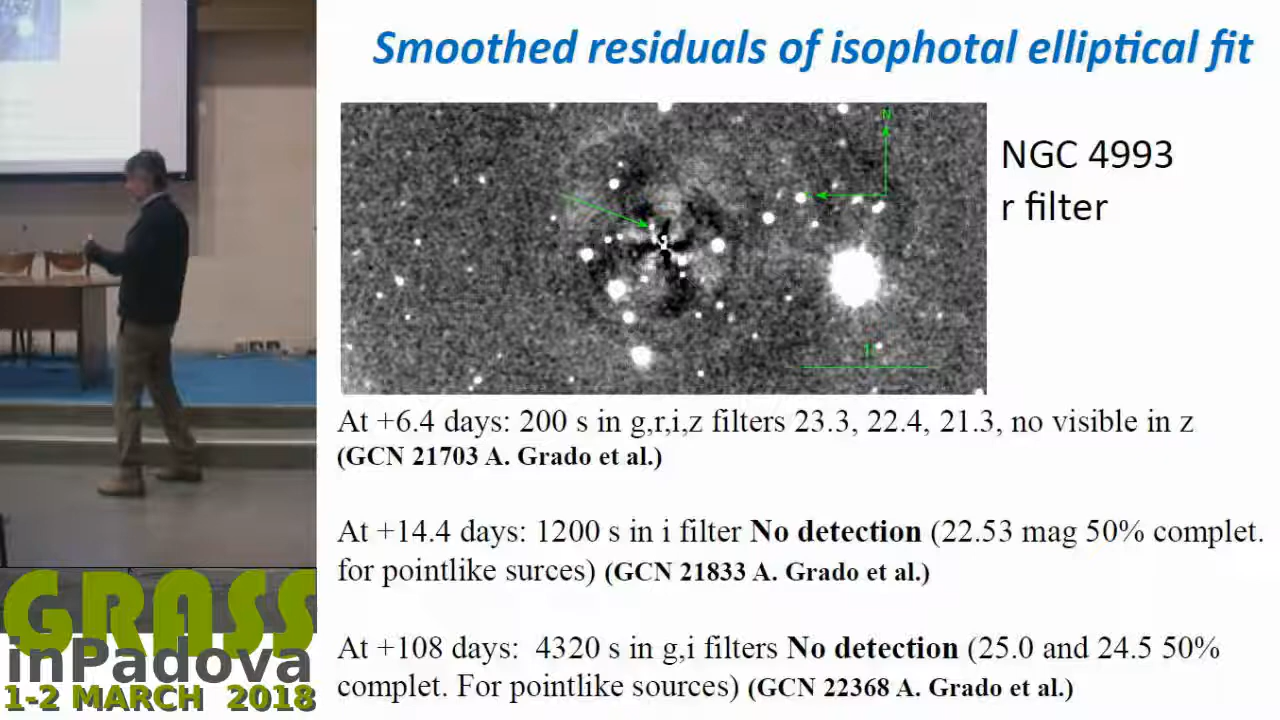 Smoothed residuals of isophotal elliptical fit
N
NGC 4993
r filter
At +6.4 days: 200 s in g,r,i,z filters 23.3, 22.4, 21.3, no visible in z
(GCN 21703 A. Grado et al.)
At +14.4 days: 1200 s in i filter No detection (22.53 mag 50% complet.
for pointlike surces) (GCN 21833 A. Grado et al.)
At +108 days: 4320 s in g,i filters No detection (25.0 and 24.5 50%
complet. For pointlike sources) (GCN 22368 A. Grado et al.)
GRASS
inPadova
1-2 MARCH 2018